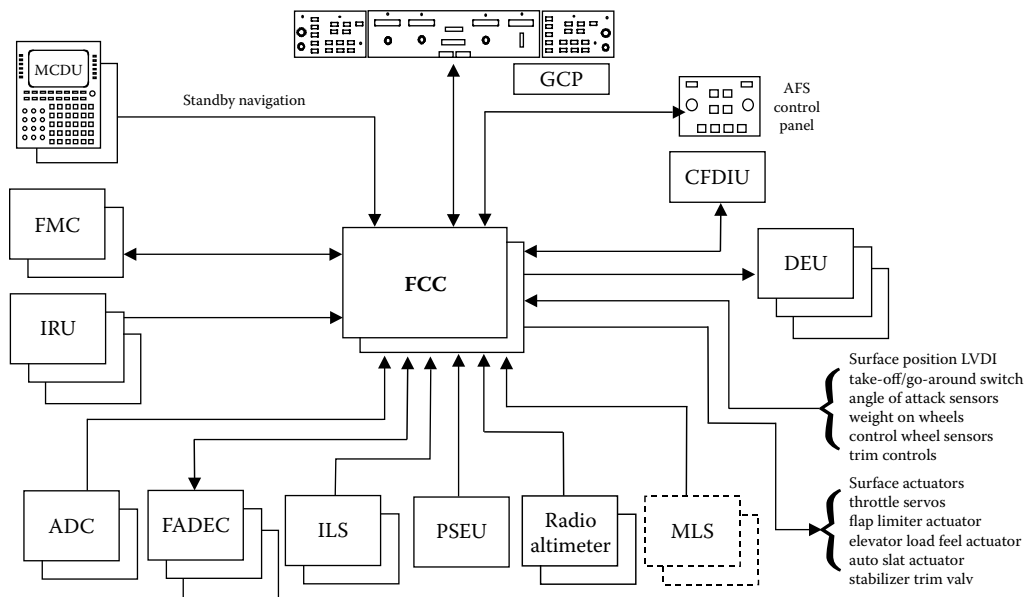 MCDU
Standby navigation
GCP
AFS
control
panel
CFDIU
FMC
FCC
DEU
IRU
Surface position LVDI
take-off/go-around switch
angle of attack sensors
weight on wheels
control wheel sensors
trim controls
Surface actuators
throttle servos
flap limiter actuator
elevator load feel actuator
auto slat actuator
stabilizer trim valv
ADC
FADEC
ILS
PSEU
Radio
altimeter
MLS